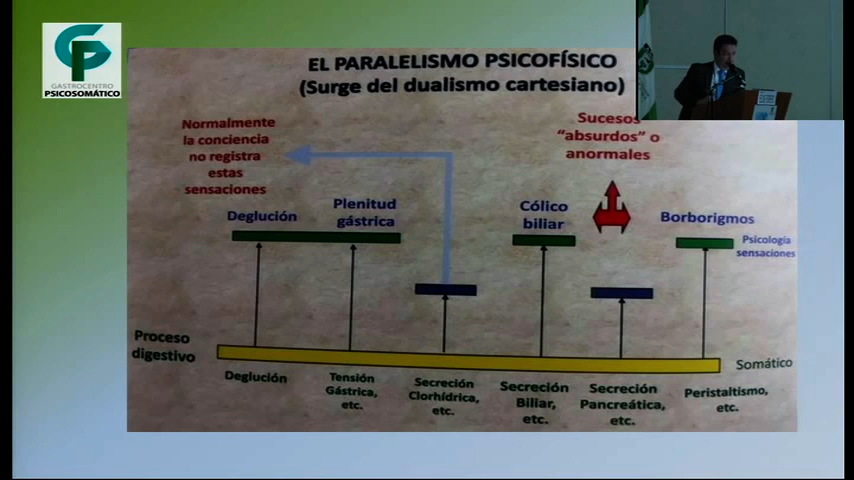 GASTROCENTRO
PSICOSOMÁTICO
EL PARALELISMO PSICOFÍSICO
(Surge del dualismo cartesiano)
Normalmente
la conciencia
no registra
estas
sensaciones
Sucesos
"absurdos" o
anormales
Deglución
Plenitud
gástrica
Cólico
biliar
Borborigmos
Psicología
sensaciones
Proceso
digestivo
Somático
Deglución
Tensión
Gástrica,
etc.
Secreción
Clorhídrica,
etc.
Secreción
Biliar,
etc.
Secreción
Pancreática,
etc.
Peristaltismo,
etc.